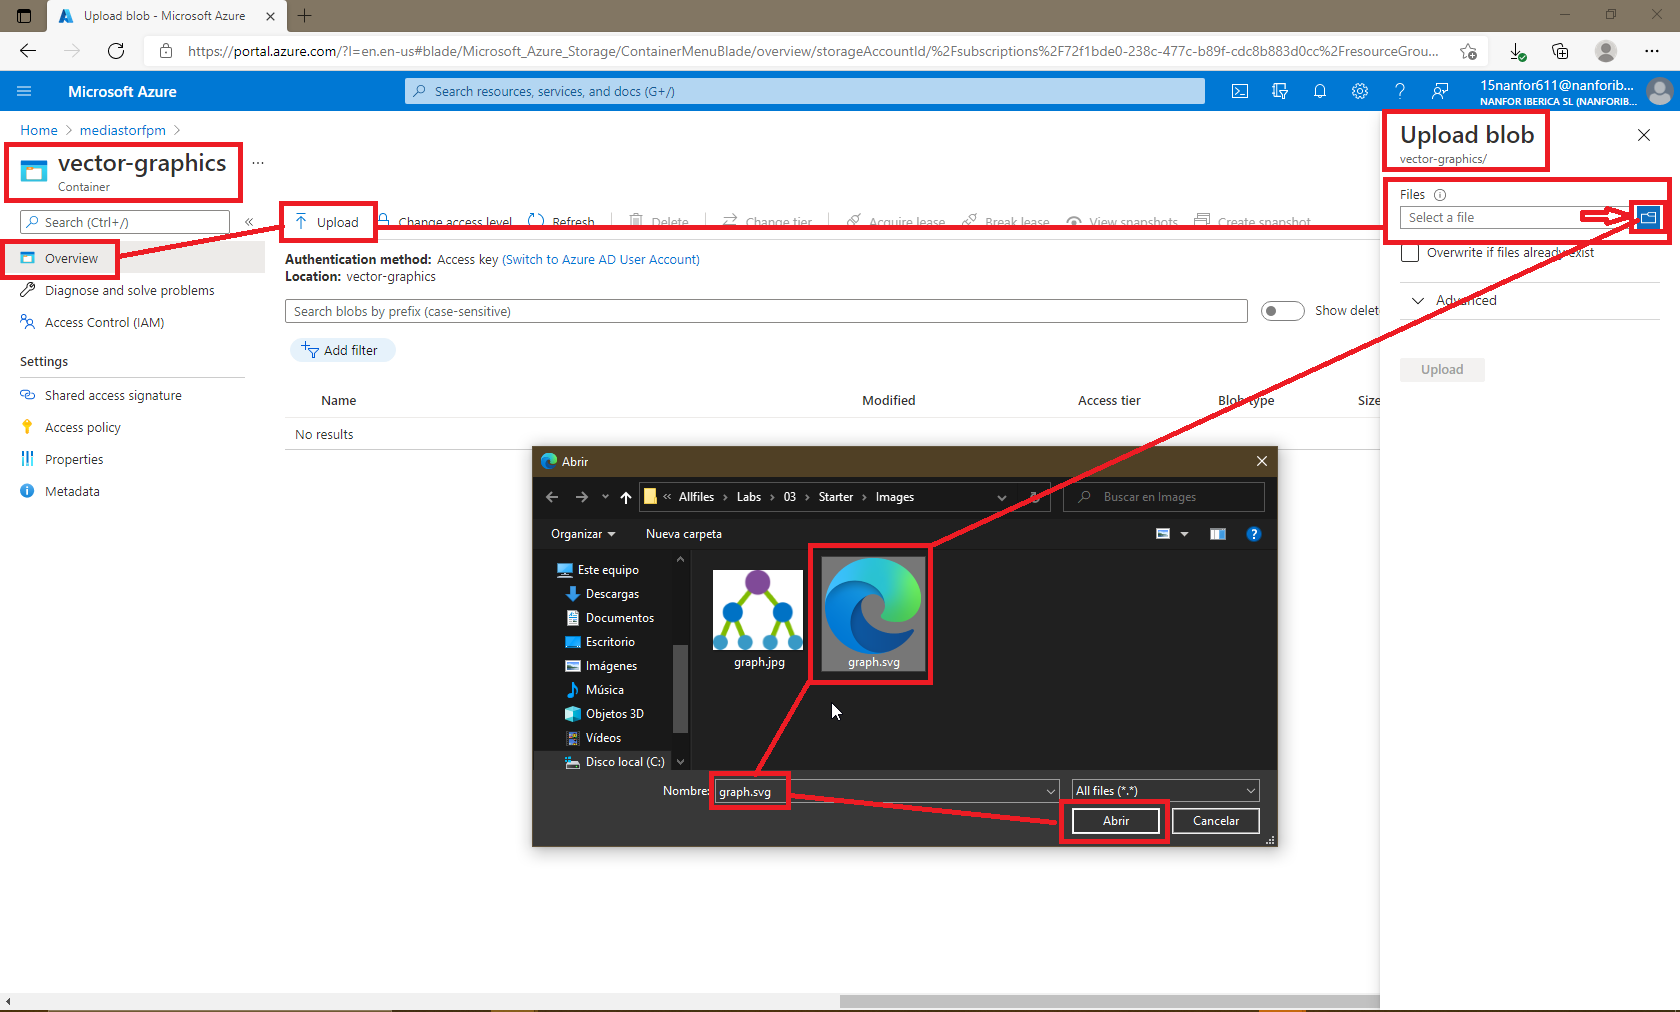 Upload blob - Microsoft Azure
https://portal.azure.com/?l=en.en-us#blade/Microsoft_Azure_Storage/ContainerMenuBlade/overview/storageAccountId/%2Fsubscriptions%2F72f1bde0-238c-477c-b89f-cdc8b883d0cc%2FresourceGrou...
Microsoft Azure
Search resources, services, and docs (G+/)
15nanfor611@nanforib...
NANFOR IBERICA SL (NANFORIB...
Home > mediastorfpm >
vector-graphics
...
Container
Search (Ctrl+/)
«
Overview
Diagnose and solve problems
Access Control (IAM)
Settings
Shared access signature
Access policy
Properties
Metadata
Upload
Change access level
Refresh
Delete
Change tier
Acquire lease
Break lease
View snapshots
Create snapshot
Authentication method: Access key (Switch to Azure AD User Account)
Location: vector-graphics
Search blobs by prefix (case-sensitive)
Show delet
Add filter
Name
Modified
Access tier
Blob type
Size
No results
Upload blob
vector-graphics/
Files
Select a file
Overwrite if files already exist
Advanced
Upload
Abrir
« Allfiles > Labs > 03 > Starter > Images
Buscar en Images
Organizar
Nueva carpeta
Este equipo
Descargas
Documentos
Escritorio
Imágenes
Música
Objetos 3D
Vídeos
Disco local (C:)
graph.jpg
graph.svg
Nombre:
graph.svg
All files (*.*)
Abrir
Cancelar